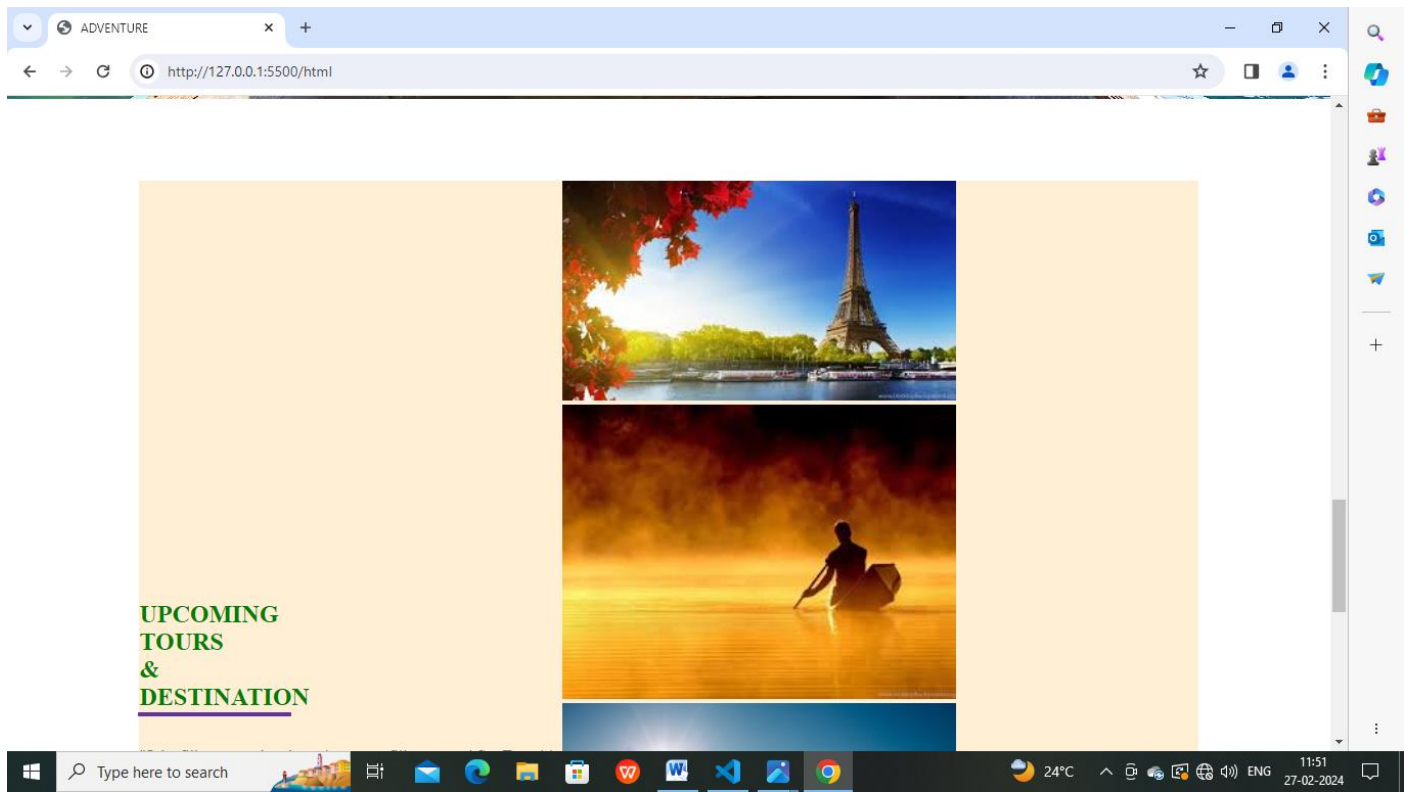 ADVENTURE
http://127.0.0.1:5500/html
UPCOMING
TOURS
&
DESTINATION
Type here to search
24°C
ENG
11:51
27-02-2024